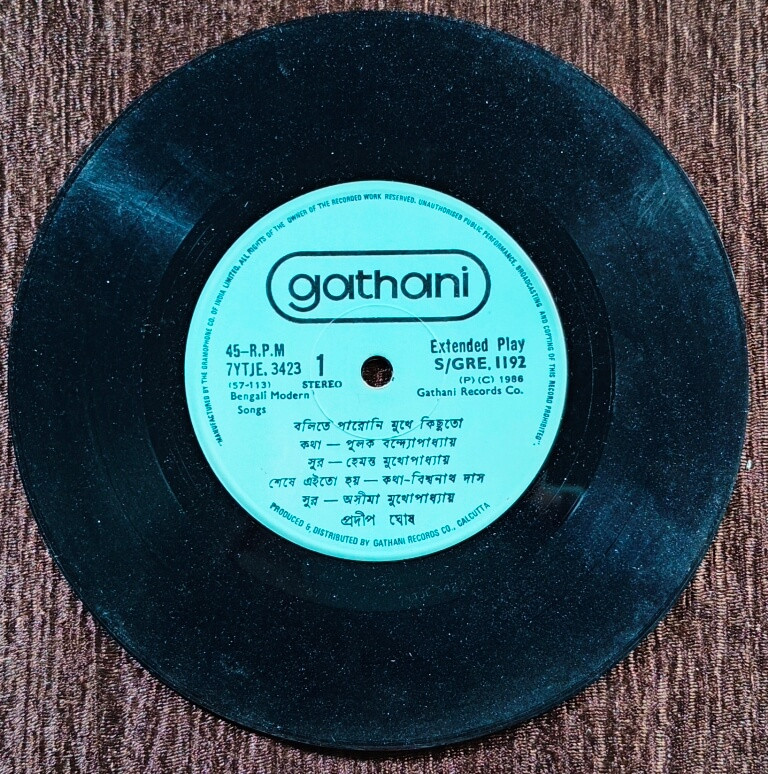 "MANUFACTURED BY THE GRAMOPHONE CO. OF INDIA LIMITED. ALL RIGHTS OF THE OWNER OF THE RECORDED WORK RESERVED. UNAUTHORISED PUBLIC PERFORMANCE, BROADCASTING AND COPYING OF THIS RECORD PROHIBITED".
gathani
45–R.P.M
7YTJE. 3423 1
(57-113) STEREO
Bengali Modern
Songs
Extended Play
S/GRE, 1192
(P) (C) 1986
Gathani Records Co.
বলিতে পারোনি মুখে কিছুতো
কথা — পুলক বন্দ্যোপাধ্যায়
সুর — হেমন্ত মুখোপাধ্যায়
শেষে এইতো হয় — কথা-বিশ্বনাথ দাস
সুর — অসীমা মুখোপাধ্যায়
প্রদীপ ঘোষ
PRODUCED & DISTRIBUTED BY GATHANI RECORDS CO., CALCUTTA